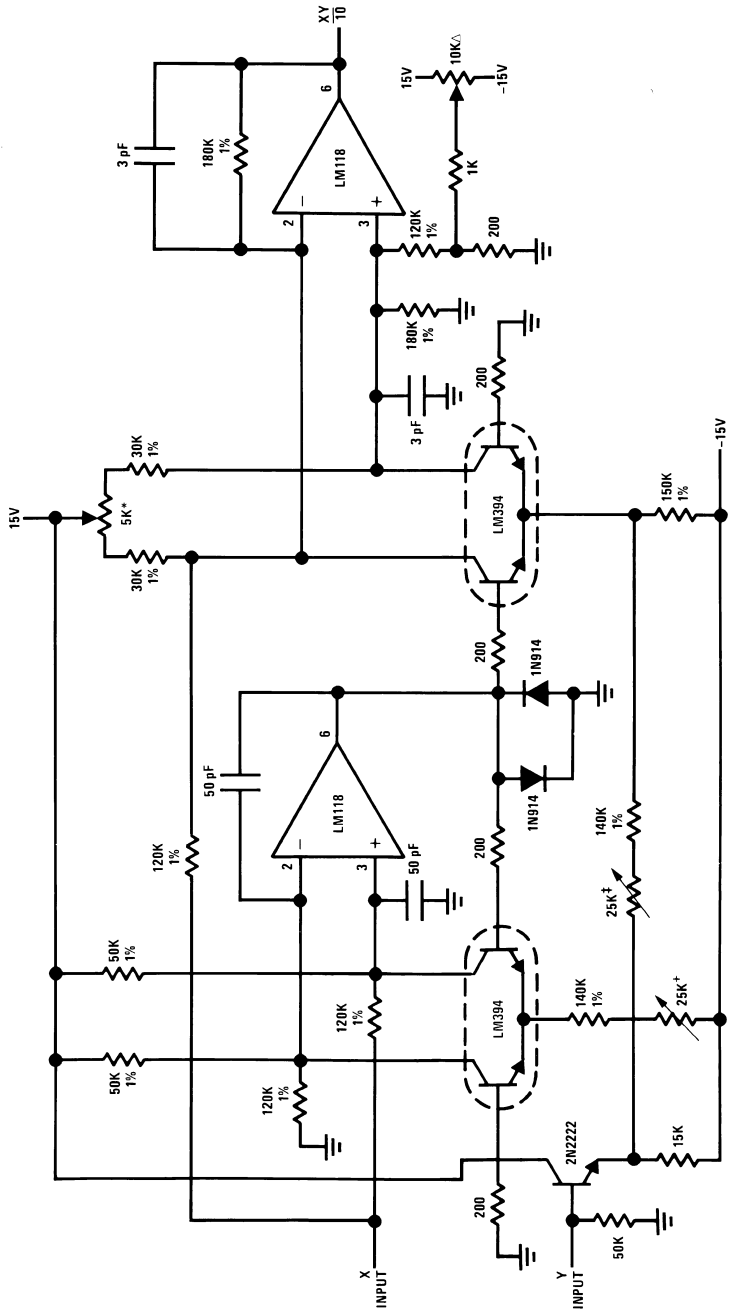 XY
10
15V
10KΔ
-15V
6
LM118
3 pF
180K
1%
2
3
−
+
1K
120K
1%
200
180K
1%
3 pF
200
15V
30K
1%
5K*
30K
1%
LM394
150K
1%
-15V
200
1N914
1N914
50 pF
6
LM118
2
3
−
+
50 pF
120K
1%
200
140K
1%
25K‡
50K
1%
50K
1%
120K
1%
120K
1%
LM394
140K
1%
25K+
X
INPUT
200
2N2222
15K
Y
INPUT
50K